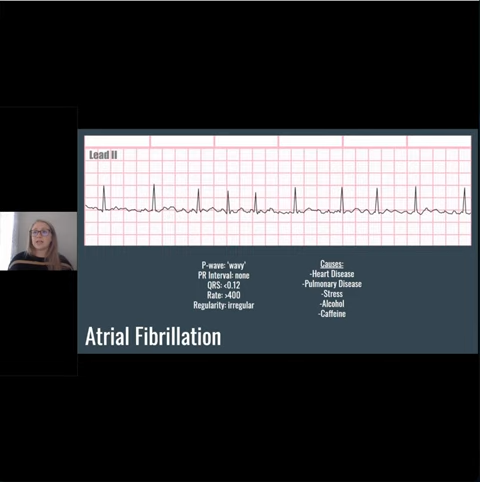 Lead II
P-wave: 'wavy'
PR Interval: none
QRS: <0.12
Rate: >400
Regularity: irregular
Causes:
-Heart Disease
-Pulmonary Disease
-Stress
-Alcohol
-Caffeine
Atrial Fibrillation